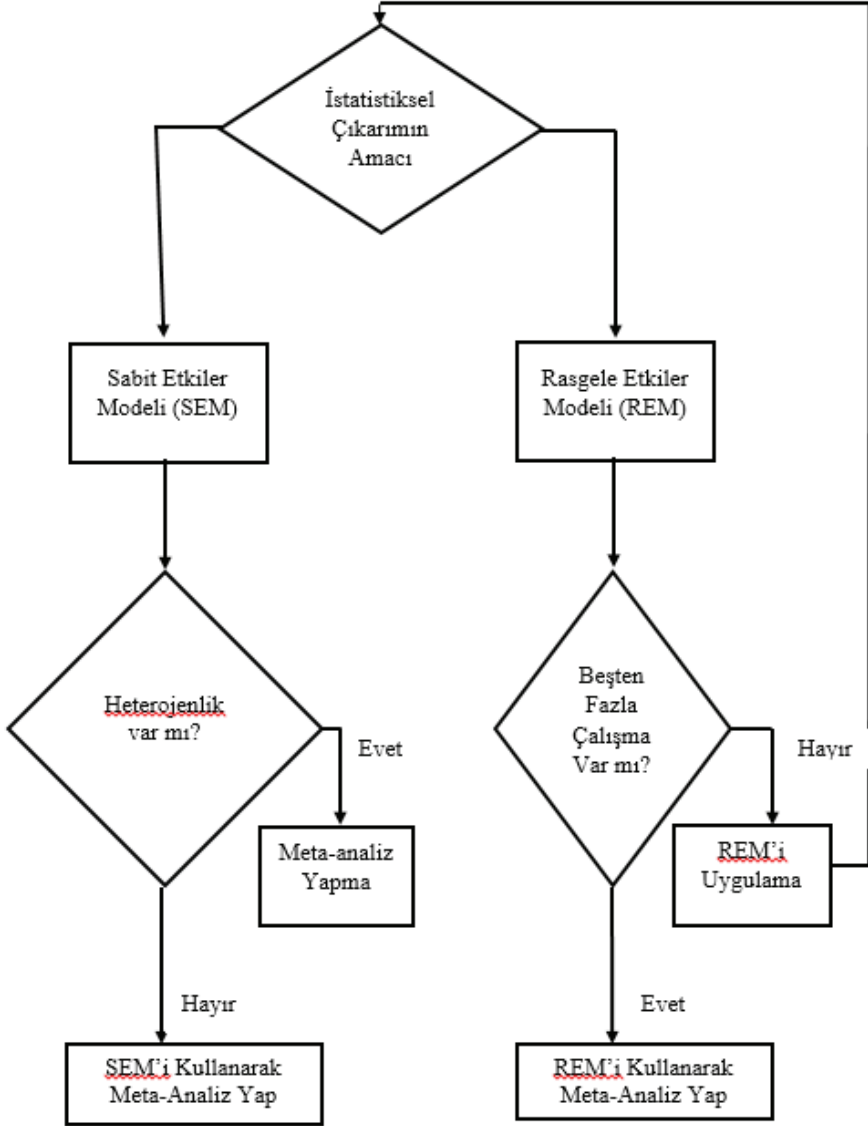 İstatistiksel
Çıkarımın
Amacı
Sabit Etkiler
Modeli (SEM)
Rasgele Etkiler
Modeli (REM)
Heterojenlik
var mı?
Evet
Meta-analiz
Yapma
Hayır
SEM’i Kullanarak
Meta-Analiz Yap
Beşten
Fazla
Çalışma
Var mı?
Hayır
REM’i
Uygulama
Evet
REM’i Kullanarak
Meta-Analiz Yap